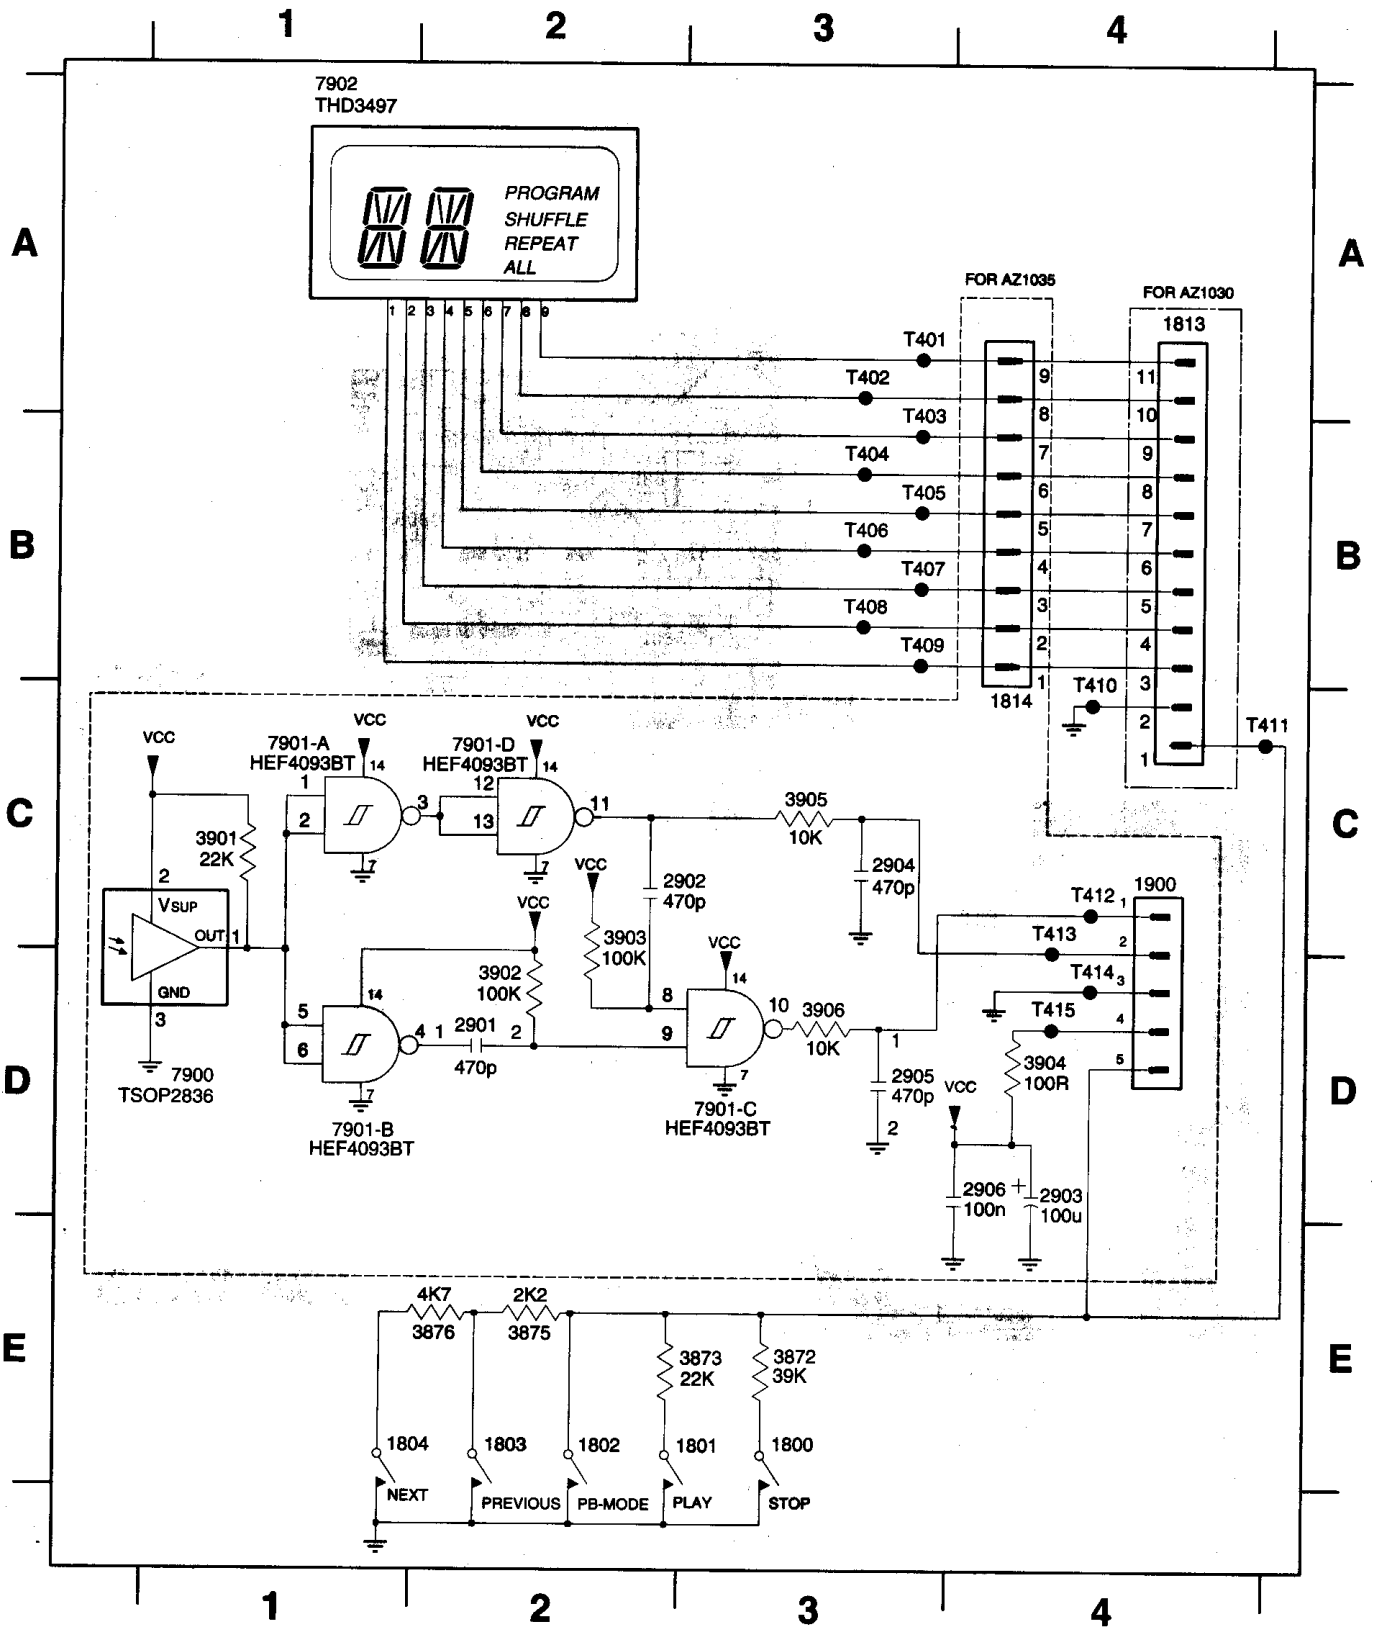 1 2 3 4
7902
THD3497
PROGRAM
SHUFFLE
REPEAT
ALL
A A
1 2 3 4 5 6 7 8 9
FOR AZ1035
FOR AZ1030
1813
T401
9 11
T402
8 10
T403
7 9
T404
6 8
T405
5 7
T406
4 6
T407
3 5
T408
2 4
T409
1 3
B B
1814
T410
2
T411
1
VCC
VCC
VCC
7901-A
HEF4093BT
14
7901-D
HEF4093BT
14
1
2
3
12
13
11
7
7
C C
3901
22K
3905
10K
2904
470p
VCC
2902
470p
VCC
3903
100K
2
VSUP
OUT
1
GND
3
7900
TSOP2836
VCC
14
3902
100K
14
5
6
4
1
2901
470p
2
7
7901-B
HEF4093BT
8
9
10
7
7901-C
HEF4093BT
3906
10K
1
2905
470p
2
1900
T412
1
T413
2
T414
3
T415
4
5
3904
100R
VCC
2906
100n
+
2903
100u
D D
4K7
3876
2K2
3875
3873
22K
3872
39K
E E
1804
NEXT
1803
PREVIOUS
1802
PB-MODE
1801
PLAY
1800
STOP
1 2 3 4